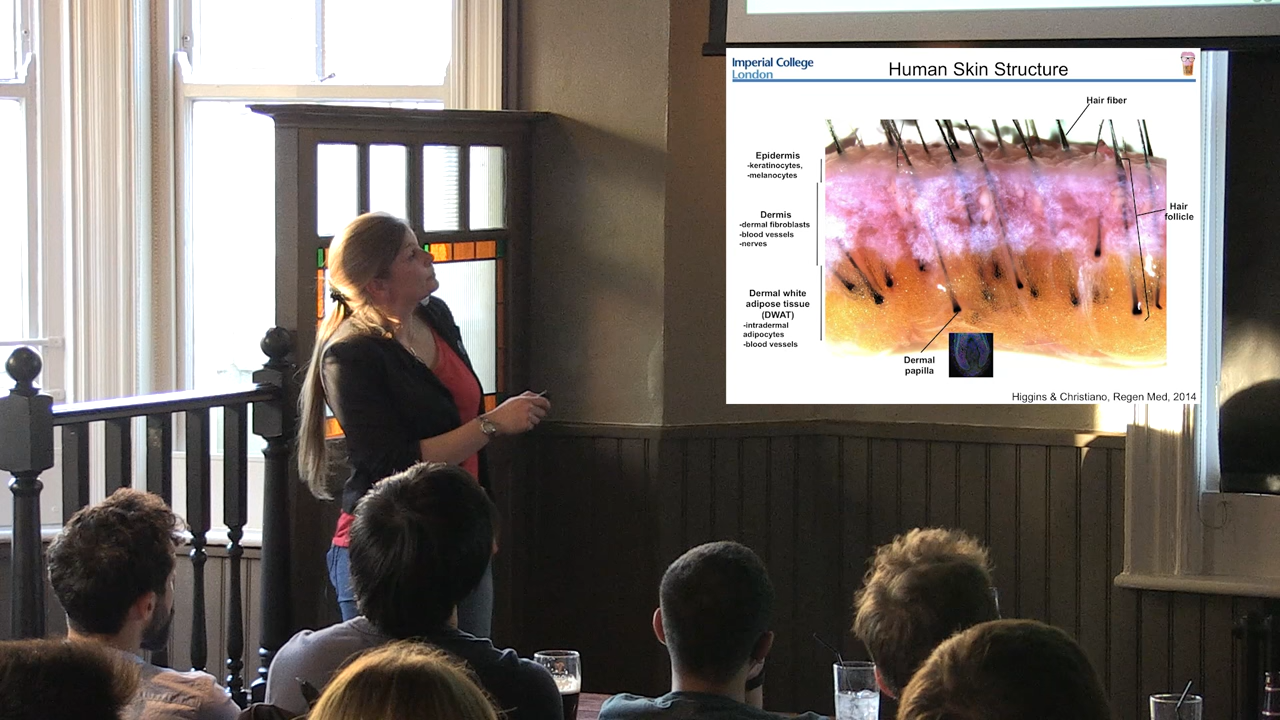 Imperial College
London
Human Skin Structure
Hair fiber
Epidermis
-keratinocytes,
-melanocytes
Dermis
-dermal fibroblasts
-blood vessels
-nerves
Hair
follicle
Dermal white
adipose tissue
(DWAT)
-intradermal
adipocytes
-blood vessels
Dermal
papilla
Higgins & Christiano, Regen Med, 2014